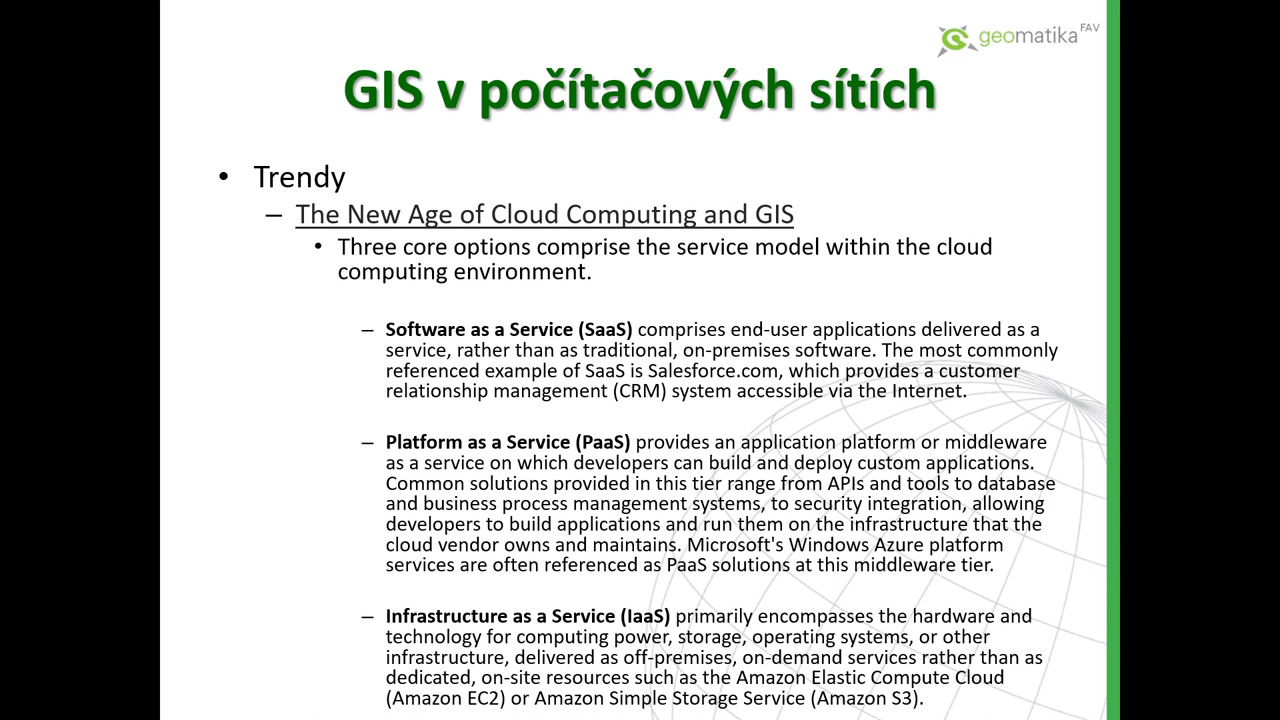 geomatika FAV
GIS v počítačových sítích
• Trendy
– The New Age of Cloud Computing and GIS
• Three core options comprise the service model within the cloud
computing environment.
– Software as a Service (SaaS) comprises end-user applications delivered as a
service, rather than as traditional, on-premises software. The most commonly
referenced example of SaaS is Salesforce.com, which provides a customer
relationship management (CRM) system accessible via the Internet.
– Platform as a Service (PaaS) provides an application platform or middleware
as a service on which developers can build and deploy custom applications.
Common solutions provided in this tier range from APIs and tools to database
and business process management systems, to security integration, allowing
developers to build applications and run them on the infrastructure that the
cloud vendor owns and maintains. Microsoft's Windows Azure platform
services are often referenced as PaaS solutions at this middleware tier.
– Infrastructure as a Service (IaaS) primarily encompasses the hardware and
technology for computing power, storage, operating systems, or other
infrastructure, delivered as off-premises, on-demand services rather than as
dedicated, on-site resources such as the Amazon Elastic Compute Cloud
(Amazon EC2) or Amazon Simple Storage Service (Amazon S3).